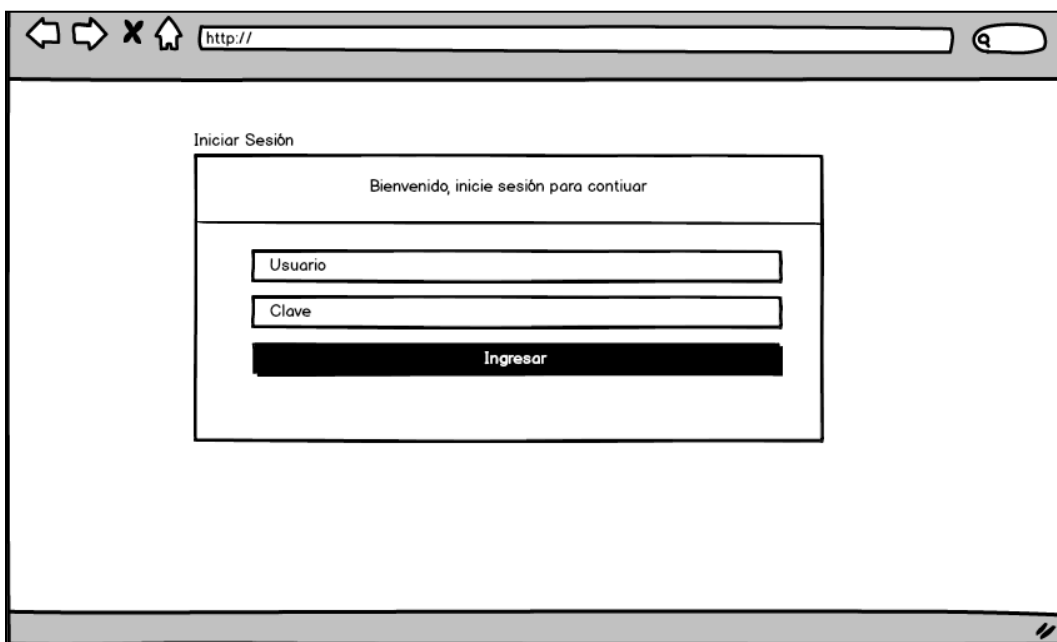 http://
Iniciar Sesión
Bienvenido, inicie sesión para contiuar
Usuario
Clave
Ingresar